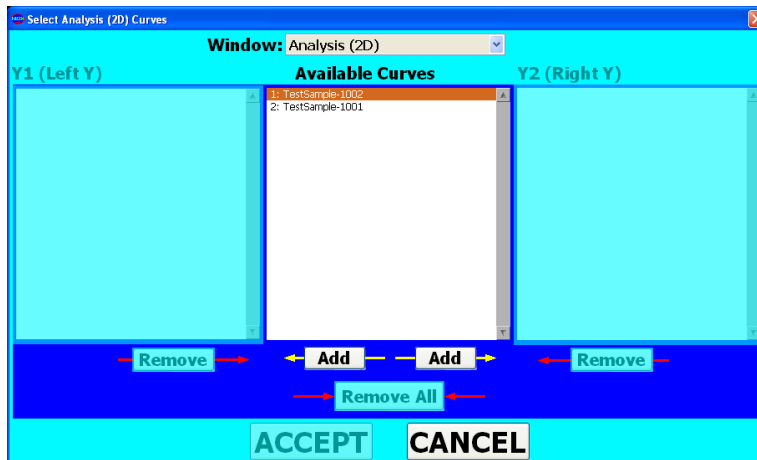 Select Analysis (2D) Curves
Window: Analysis (2D)
Y1 (Left Y) Available Curves Y2 (Right Y)
1: TestSample-1002
2: TestSample-1001
Remove Add Add Remove
Remove All
ACCEPT CANCEL